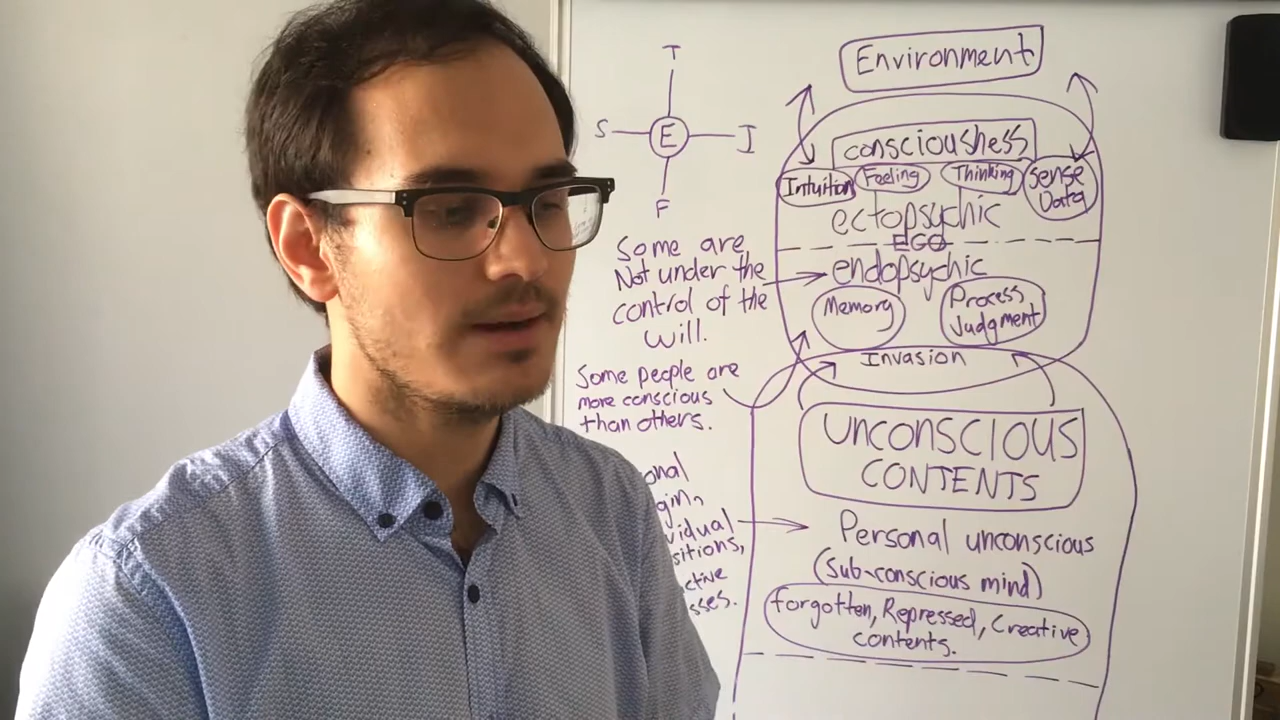 Environment
T
S
E
I
F
consciousness
Intuition
Feeling
Thinking
Sense
Data
ectopsychic
EGO
endopsychic
Memory
Process
Judgment
Some are
Not under the
control of the
will.
Invasion
Some people are
more conscious
than others.
UNCONSCIOUS
CONTENTS
Personal unconscious
(sub-conscious mind)
forgotten, Repressed, Creative
contents.